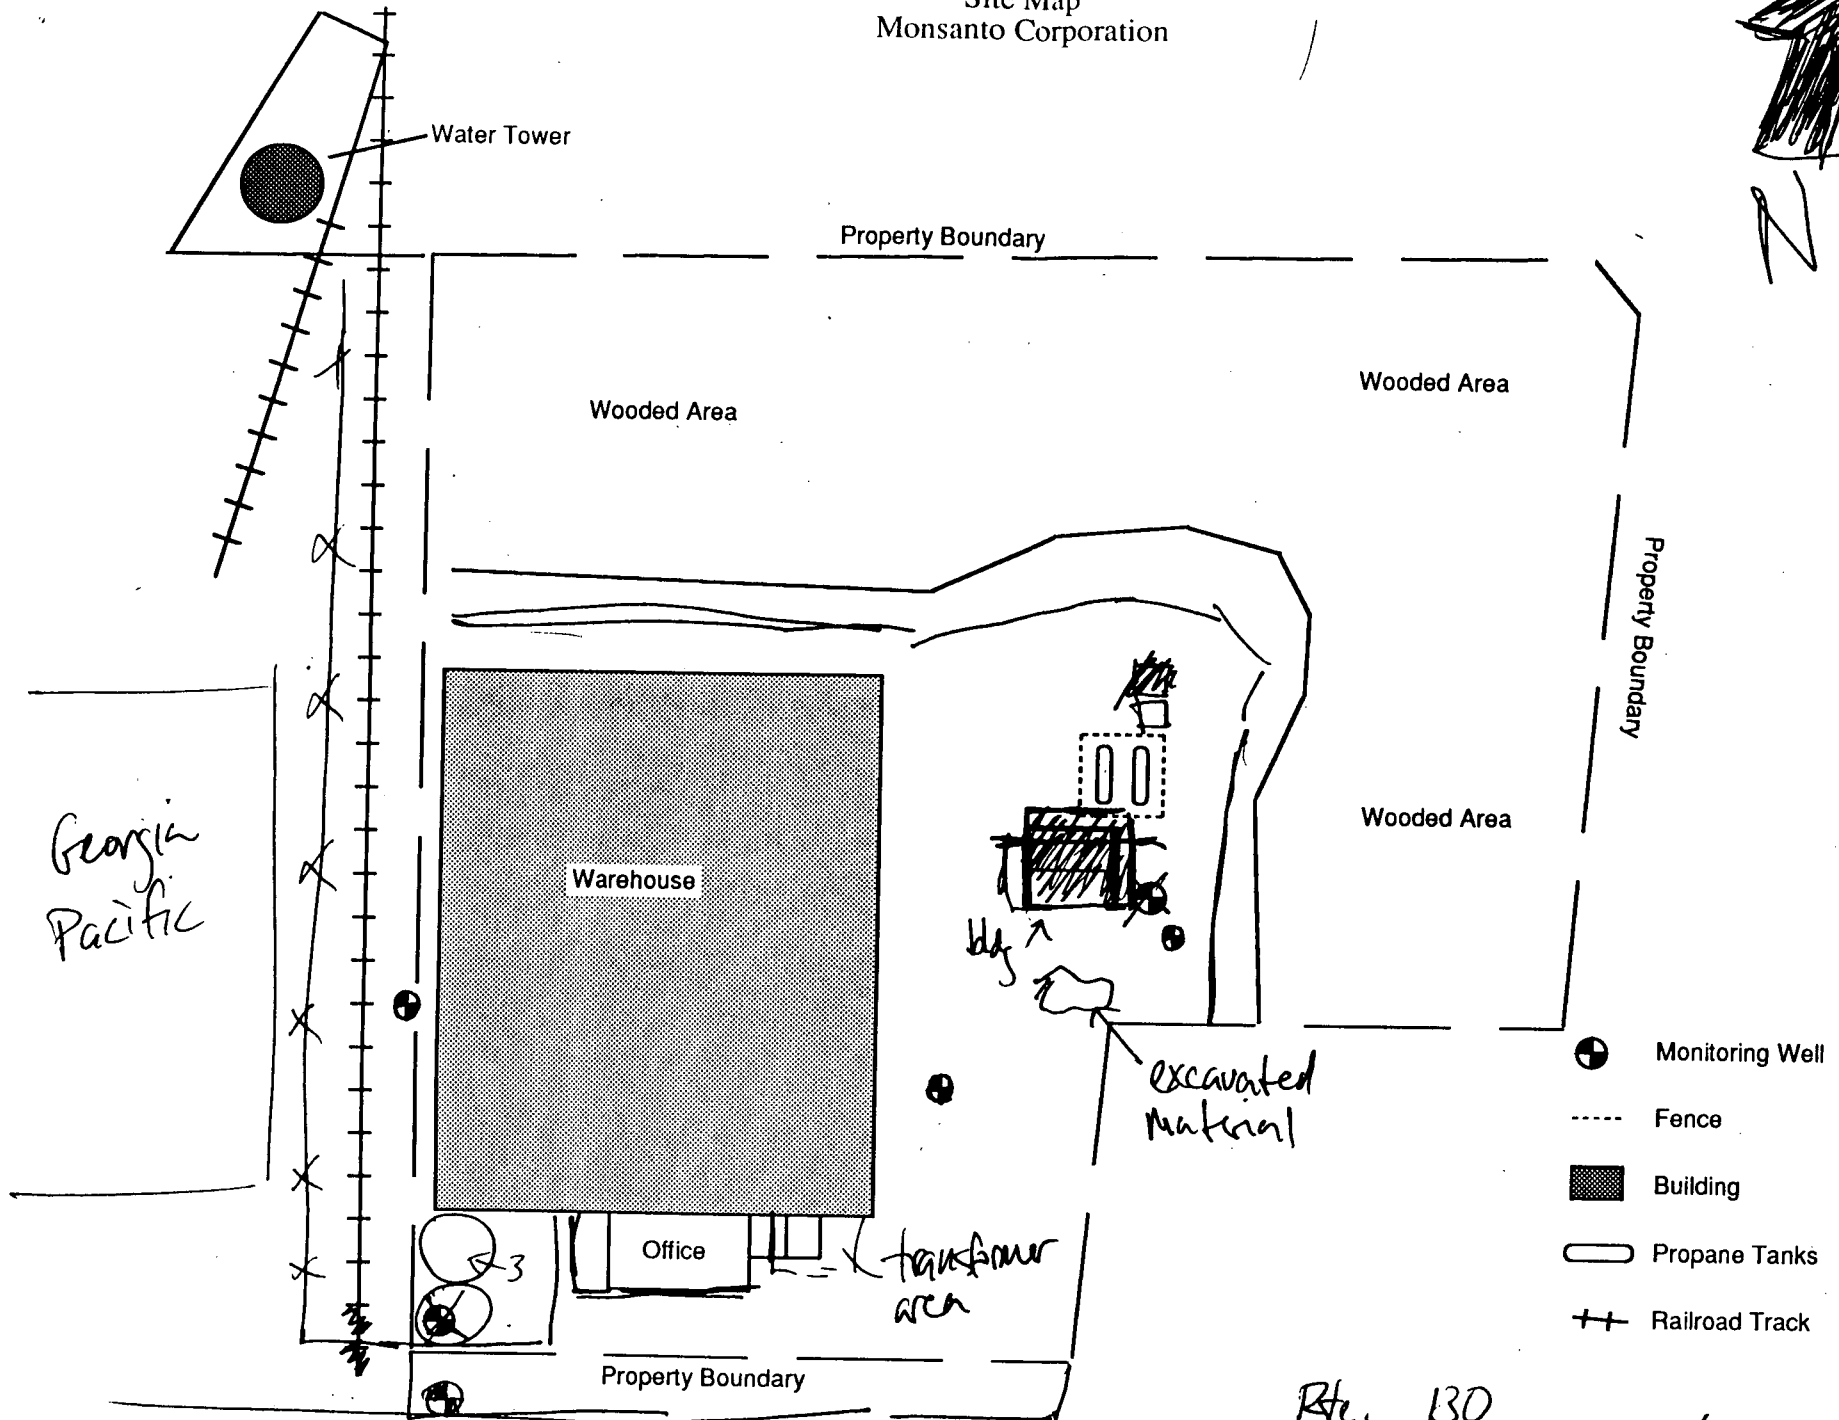 Site Map
Monsanto Corporation
Water Tower
N
Property Boundary
Wooded Area
Wooded Area
Property Boundary
Wooded Area
Georgia
Pacific
Warehouse
bldg
excavated
material
Monitoring Well
Fence
Building
Propane Tanks
Railroad Track
3
Office
transformer
area
Property Boundary
Rte. 130